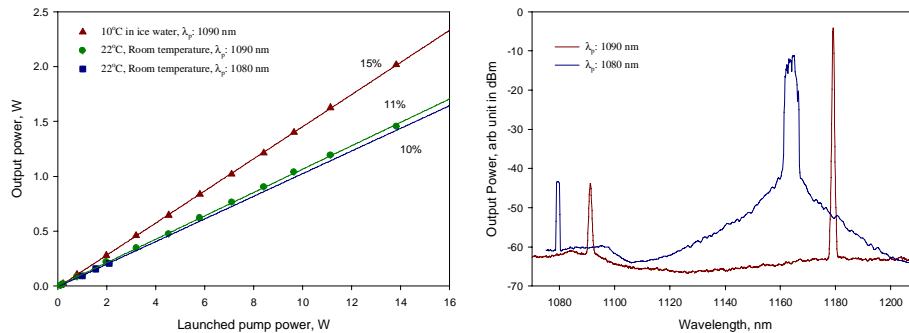 2.5
2.0
1.5
1.0
0.5
0.0
Output power, W
10°C in ice water, λp: 1090 nm
22°C, Room temperature, λp: 1090 nm
22°C, Room temperature, λp: 1080 nm
15%
11%
10%
0 2 4 6 8 10 12 14 16
Launched pump power, W
0
-10
-20
-30
-40
-50
-60
-70
Output Power, arb unit in dBm
λp: 1090 nm
λp: 1080 nm
1080 1100 1120 1140 1160 1180 1200
Wavelength, nm